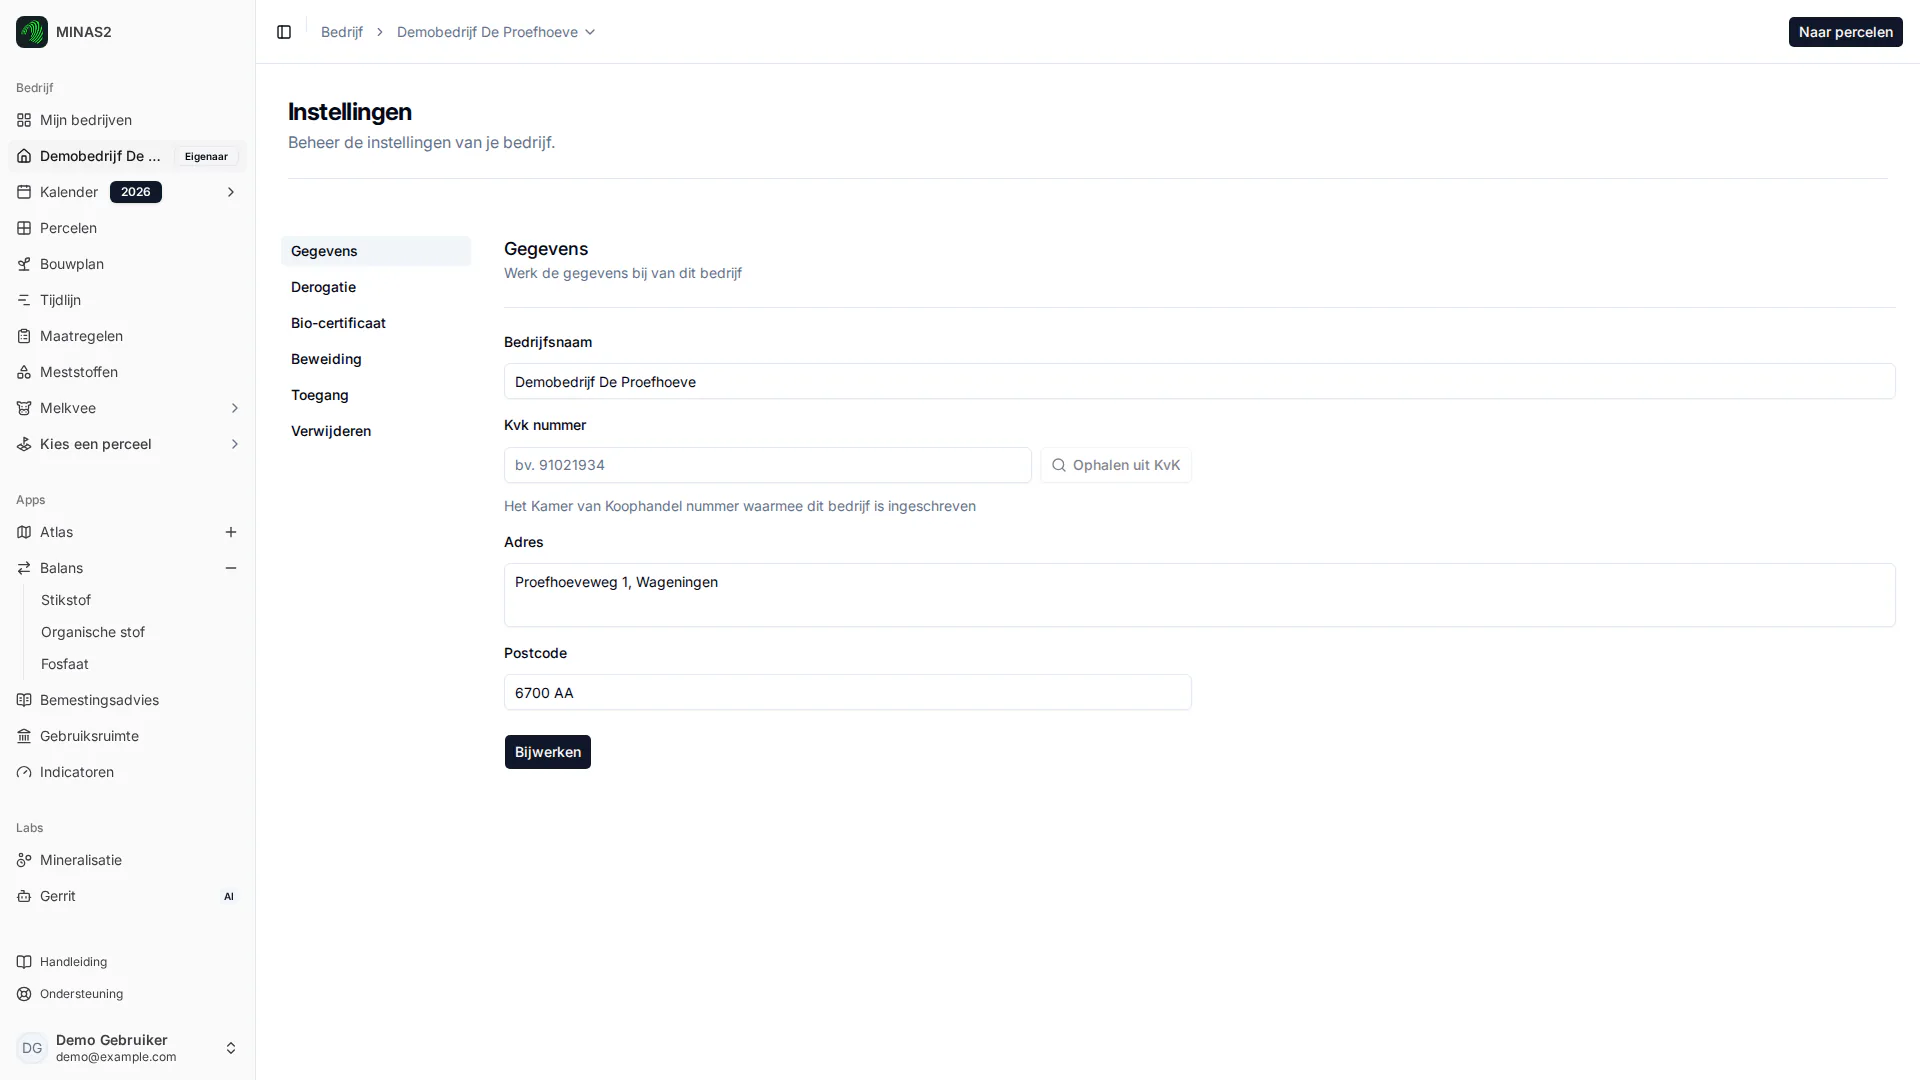 MINAS2
Bedrijf
Mijn bedrijven
Demobedrijf De ... Eigenaar
Kalender 2026
Percelen
Bouwplan
Tijdlijn
Maatregelen
Meststoffen
Melkvee
Kies een perceel
Apps
Atlas
Balans
Stikstof
Organische stof
Fosfaat
Bemestingsadvies
Gebruiksruimte
Indicatoren
Labs
Mineralisatie
Gerrit AI
Handleiding
Ondersteuning
DG
Demo Gebruiker
demo@example.com
Bedrijf Demobedrijf De Proefhoeve
Naar percelen
Instellingen
Beheer de instellingen van je bedrijf.
Gegevens
Derogatie
Bio-certificaat
Beweiding
Toegang
Verwijderen
Gegevens
Werk de gegevens bij van dit bedrijf
Bedrijfsnaam
Demobedrijf De Proefhoeve
Kvk nummer
bv. 91021934
Ophalen uit KvK
Het Kamer van Koophandel nummer waarmee dit bedrijf is ingeschreven
Adres
Proefhoeveweg 1, Wageningen
Postcode
6700 AA
Bijwerken